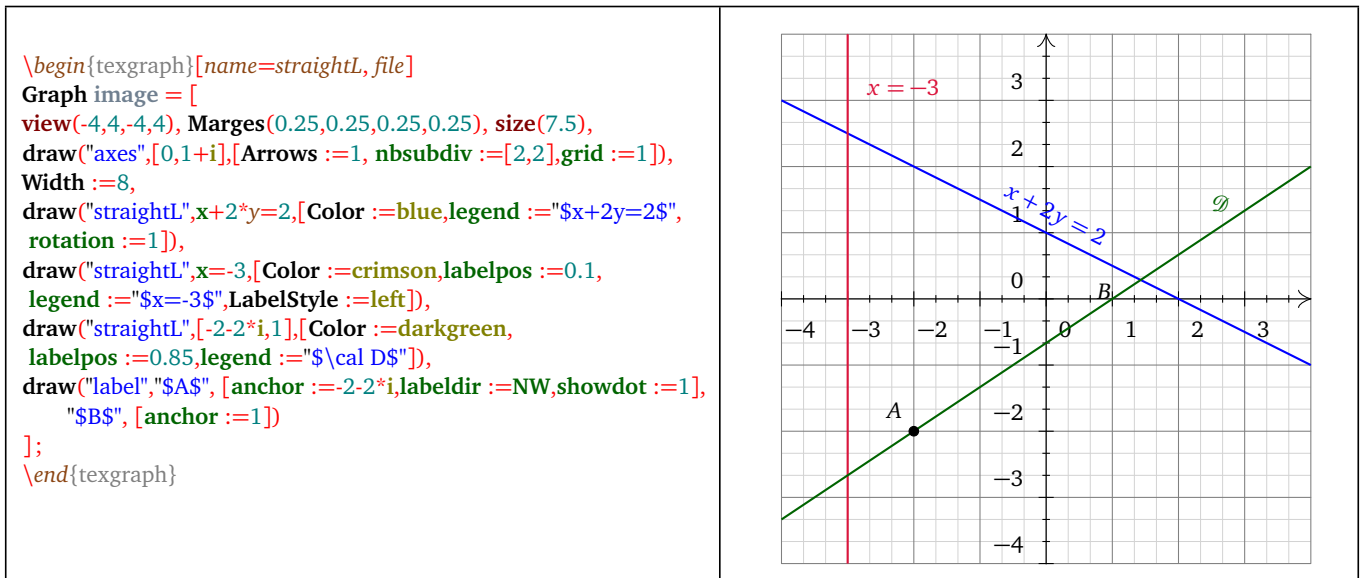 \begin{texgraph}[name=straightL, file]
Graph image = [
view(-4,4,-4,4), Marges(0.25,0.25,0.25,0.25), size(7.5),
draw("axes",[0,1+i],[Arrows :=1, nbsubdiv :=[2,2],grid :=1]),
Width :=8,
draw("straightL",x+2*y=2,[Color :=blue,legend :="$x+2y=2$",
rotation :=1]),
draw("straightL",x=-3,[Color :=crimson,labelpos :=0.1,
legend :="$x=-3$",LabelStyle :=left]),
draw("straightL",[-2-2*i,1],[Color :=darkgreen,
labelpos :=0.85,legend :="$\cal D$"]),
draw("label","$A$", [anchor :=-2-2*i,labeldir :=NW,showdot :=1],
"$B$", [anchor :=1])
];
\end{texgraph}
3
x = −3
2
x + 2y = 2
𝒟
1
0
B
−4 −3 −2 −1 0 1 2 3
−1
A
−2
−3
−4